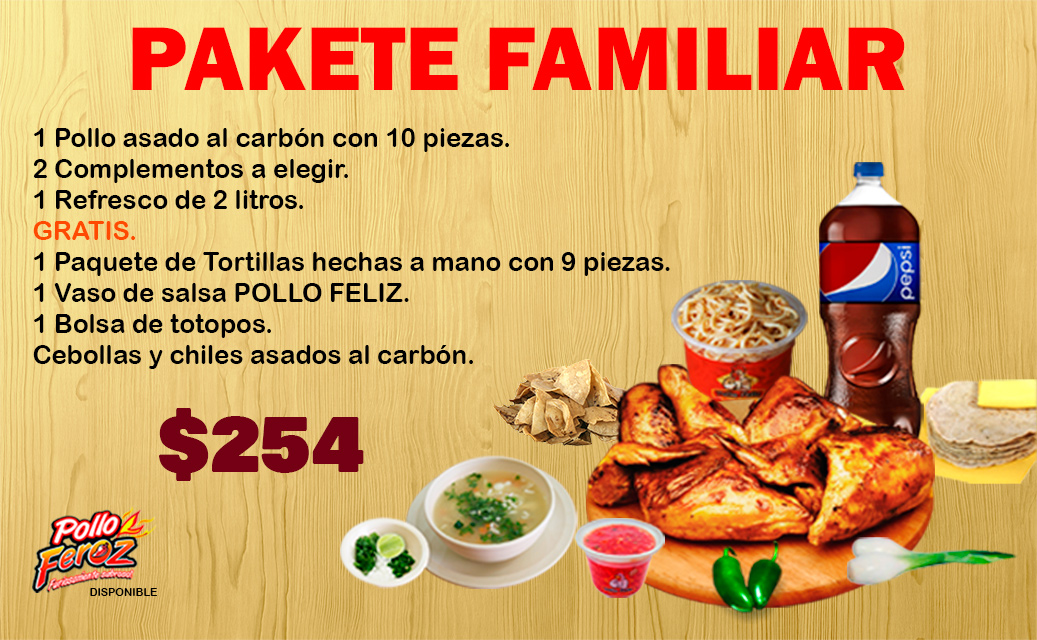 PAKETE FAMILIAR
1 Pollo asado al carbón con 10 piezas.
2 Complementos a elegir.
1 Refresco de 2 litros.
GRATIS.
1 Paquete de Tortillas hechas a mano con 9 piezas.
1 Vaso de salsa POLLO FELIZ.
1 Bolsa de totopos.
Cebollas y chiles asados al carbón.
$254
pepsi
Pollo
Feroz
DISPONIBLE